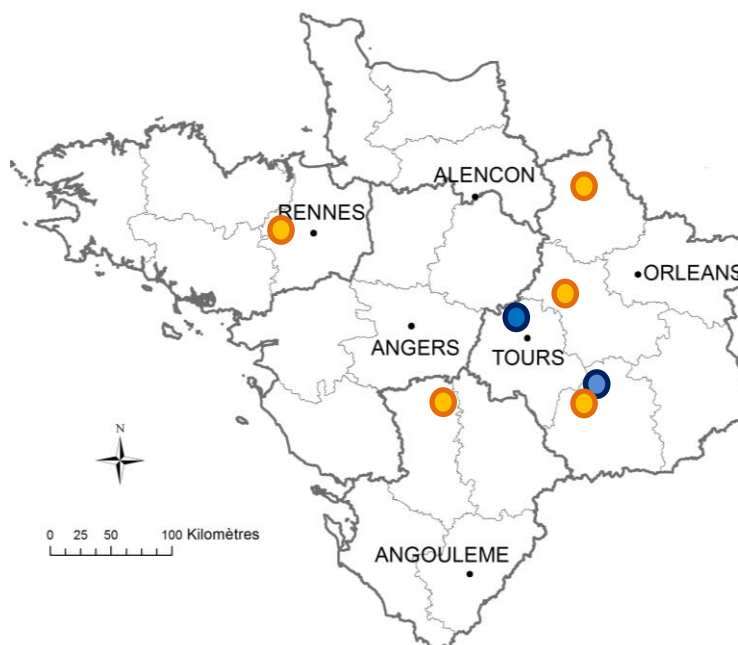 ALENCON
RENNES
ORLEANS
ANGERS
TOURS
N
0 25 50 100 Kilomètres
ANGOULEME